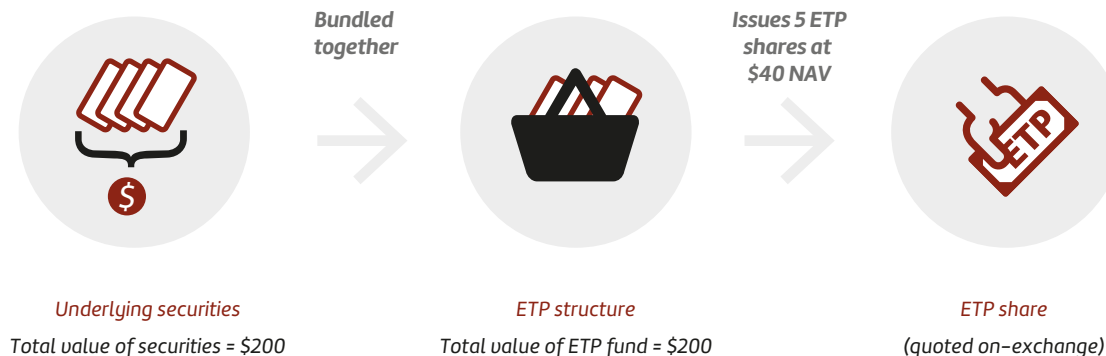 Bundled
together
Issues 5 ETP
shares at
$40 NAV
$
ETP
Underlying securities
ETP structure
ETP share
Total value of securities = $200
Total value of ETP fund = $200
(quoted on-exchange)